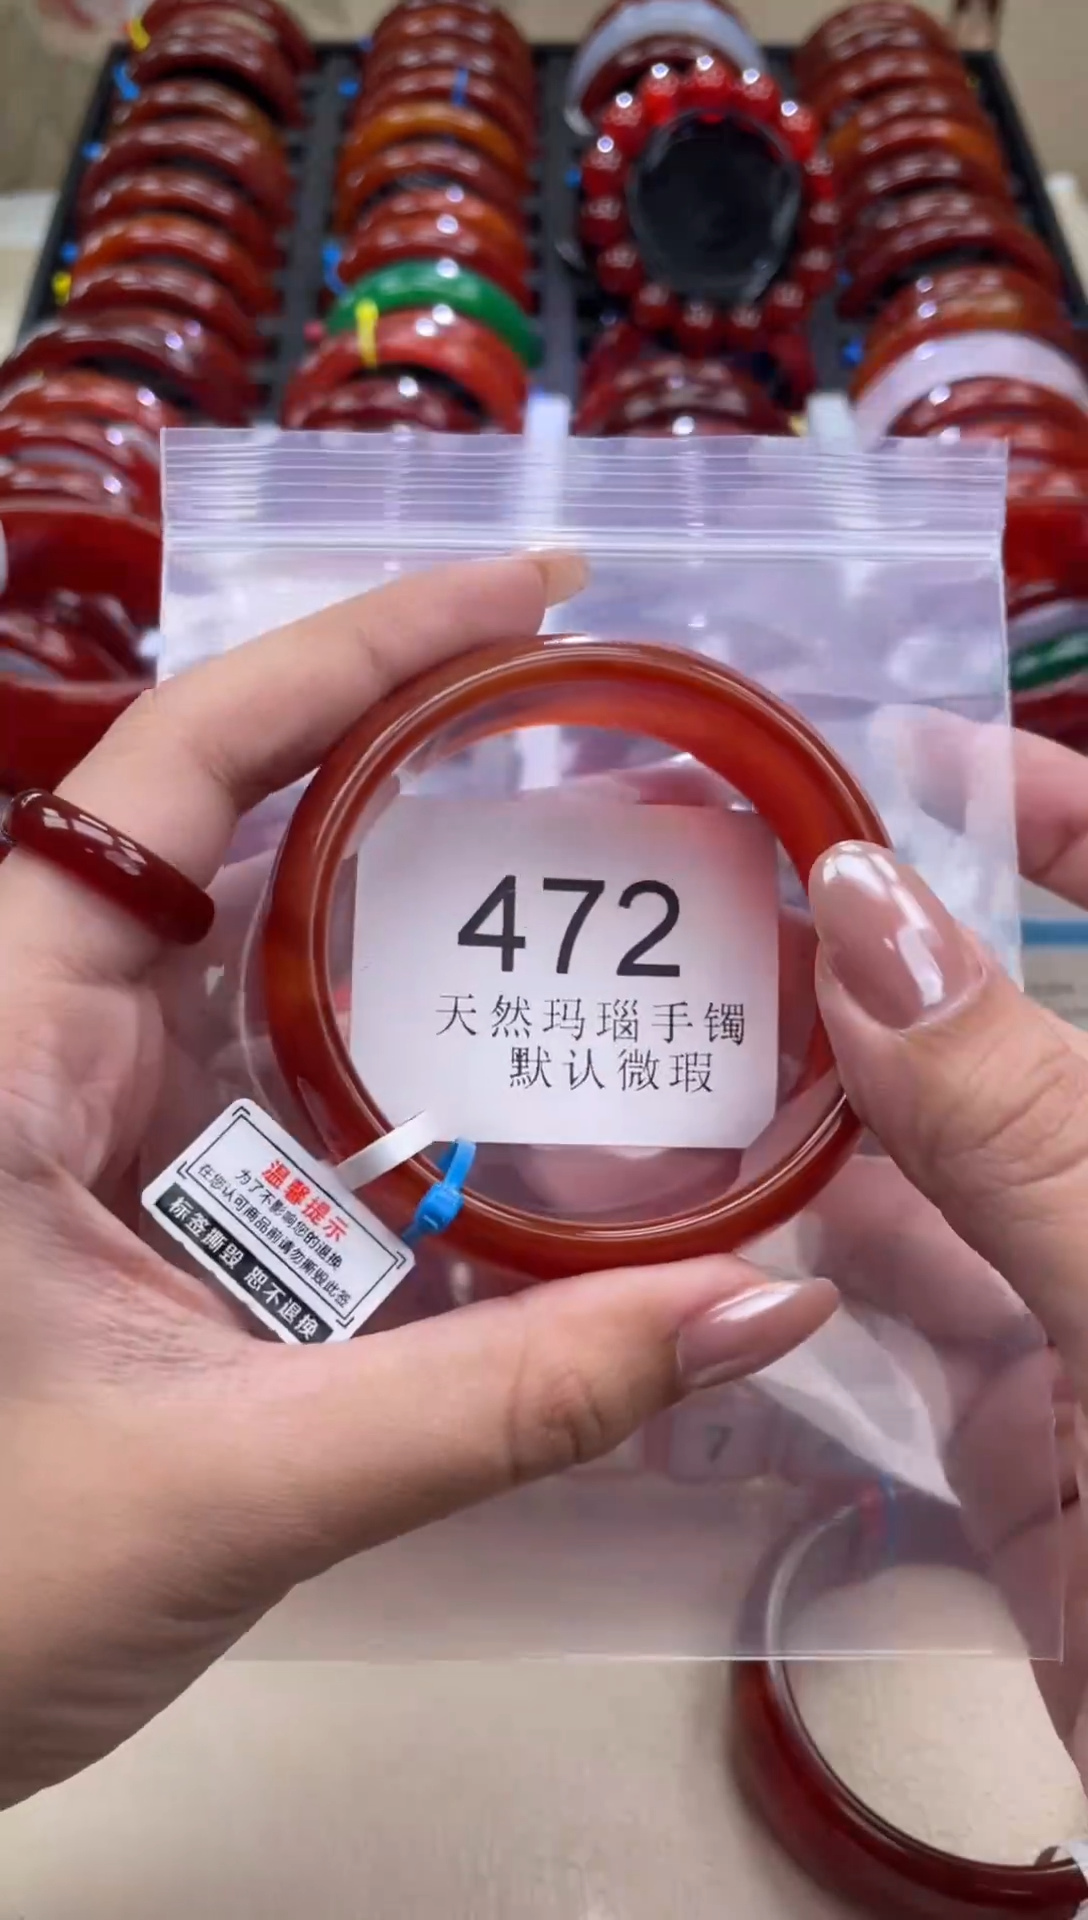 472
天然玛瑙手镯
默认微瑕
温馨提示
为了不影响您的退换
在您认可商品前请勿撕毁此签
标签撕毁 恕不退换
7